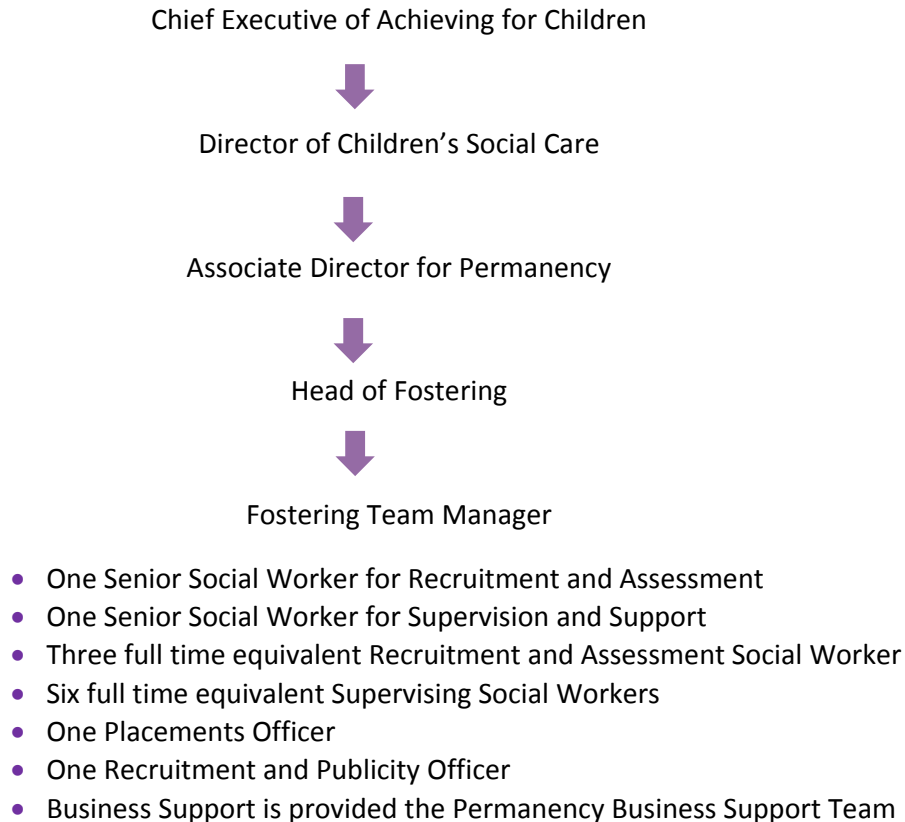 Chief Executive of Achieving for Children
Director of Children’s Social Care
Associate Director for Permanency
Head of Fostering
Fostering Team Manager
• One Senior Social Worker for Recruitment and Assessment
• One Senior Social Worker for Supervision and Support
• Three full time equivalent Recruitment and Assessment Social Worker
• Six full time equivalent Supervising Social Workers
• One Placements Officer
• One Recruitment and Publicity Officer
• Business Support is provided the Permanency Business Support Team